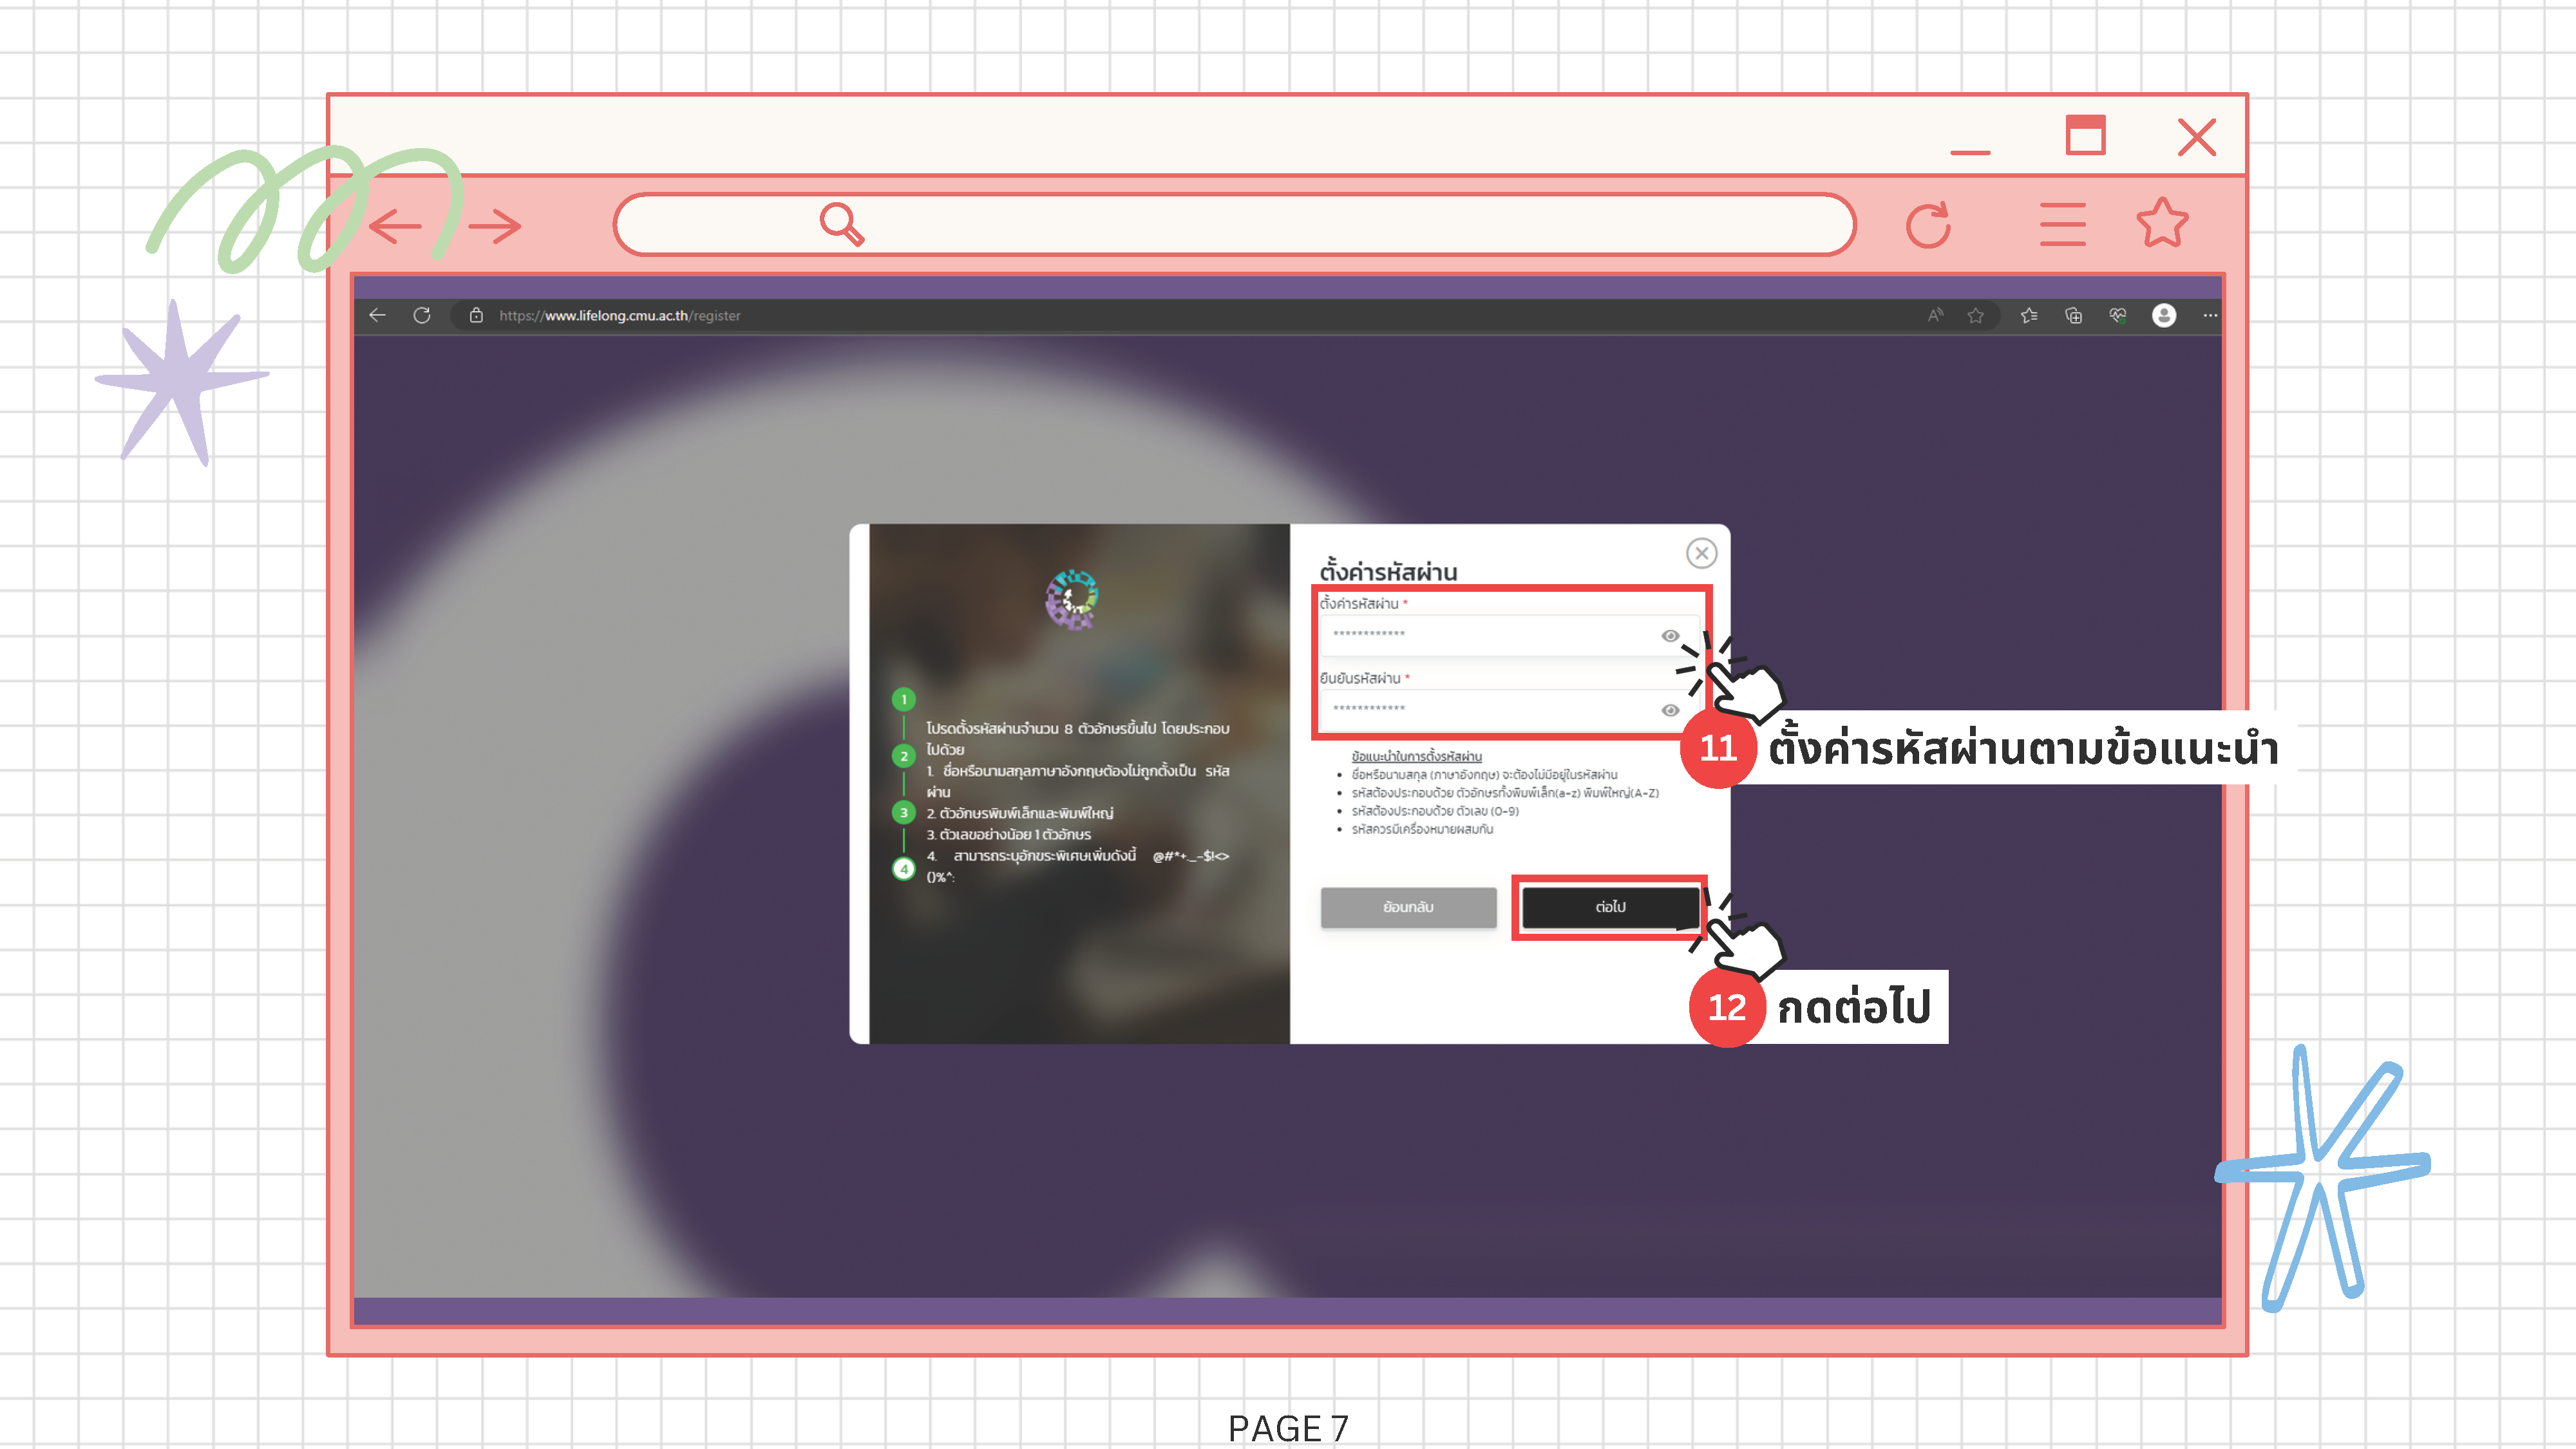 https://www.lifelong.cmu.ac.th/register
ตั้งค่ารหัสผ่าน
ตั้งค่ารหัสผ่าน *
************
ยืนยันรหัสผ่าน *
************
ข้อแนะนำในการตั้งรหัสผ่าน
• ชื่อหรือนามสกุล (ภาษาอังกฤษ) จะต้องไม่มีอยู่ในรหัสผ่าน
• รหัสต้องประกอบด้วย ตัวอักษรทั้งพิมพ์เล็ก(a-z) พิมพ์ใหญ่(A-Z)
• รหัสต้องประกอบด้วย ตัวเลข (0-9)
• รหัสควรมีเครื่องหมายผสมกัน
ย้อนกลับ
ต่อไป
1
2
3
4
โปรดตั้งรหัสผ่านจำนวน 8 ตัวอักษรขึ้นไป โดยประกอบ
ไปด้วย
1. ชื่อหรือนามสกุลภาษาอังกฤษต้องไม่ถูกตั้งเป็น รหัส
ผ่าน
2. ตัวอักษรพิมพ์เล็กและพิมพ์ใหญ่
3. ตัวเลขอย่างน้อย 1 ตัวอักษร
4. สามารถระบุอักขระพิเศษเพิ่มดังนี้ @#*+._-$!<>
()%^:
11 ตั้งค่ารหัสผ่านตามข้อแนะนำ
12 กดต่อไป
PAGE 7